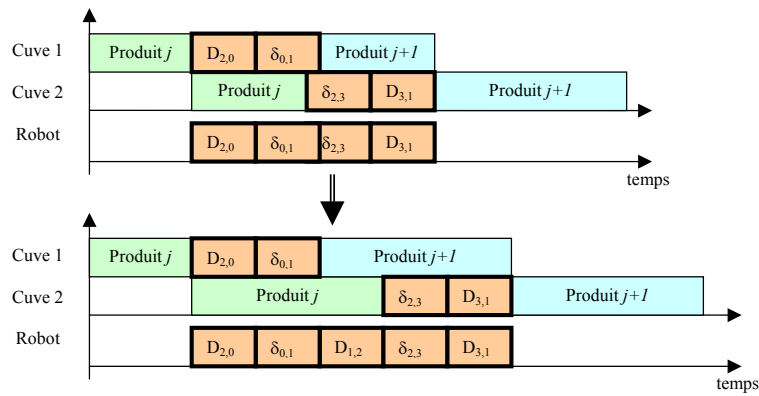 Cuve 1 Produit j D2,0 δ0,1 Produit j+1
Cuve 2 Produit j δ2,3 D3,1 Produit j+1
Robot D2,0 δ0,1 δ2,3 D3,1
temps
Cuve 1 Produit j D2,0 δ0,1 Produit j+1
Cuve 2 Produit j δ2,3 D3,1 Produit j+1
Robot D2,0 δ0,1 D1,2 δ2,3 D3,1
temps